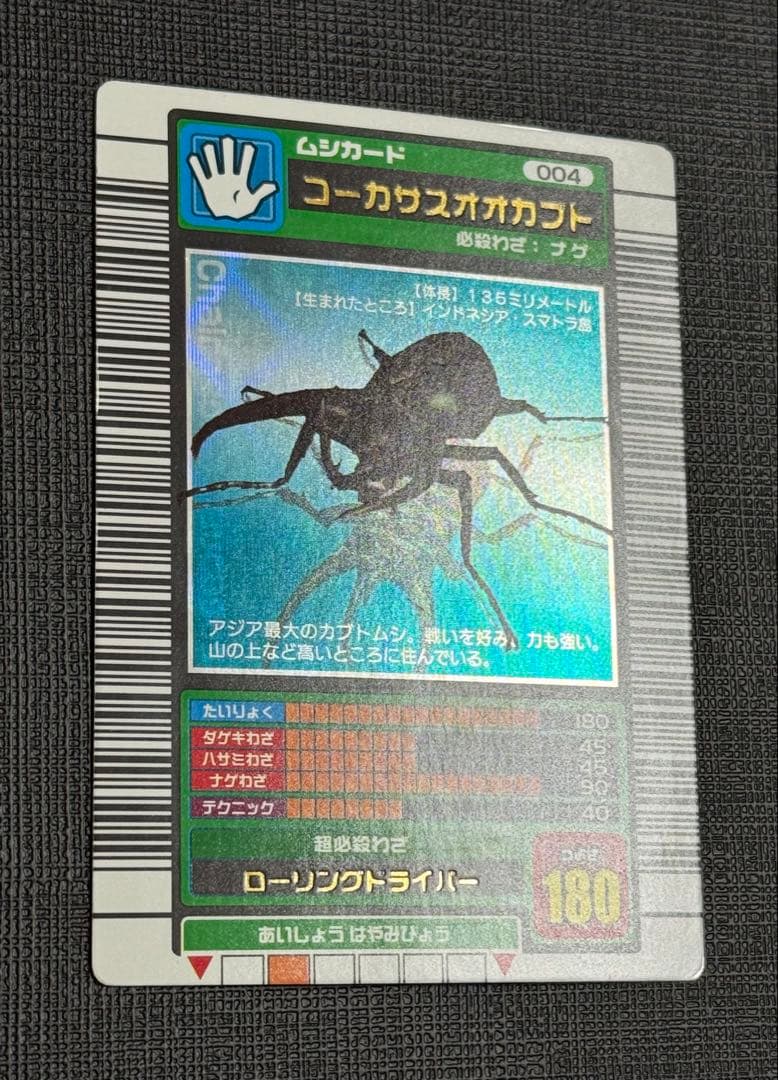 ムシカード
004
コーカサスオオカブト
必殺わざ：ナゲ
【体長】135ミリメートル
【生まれたところ】インドネシア・スマトラ島
アジア最大のカブトムシ。戦いを好み、力も強い。
山の上など高いところに住んでいる。
たいりょく 180
ダゲキわざ 45
ハサミわざ 45
ナゲわざ 90
テクニック 40
超必殺わざ
ローリングドライバー
つよさ
180
あいしょうはやみひょう